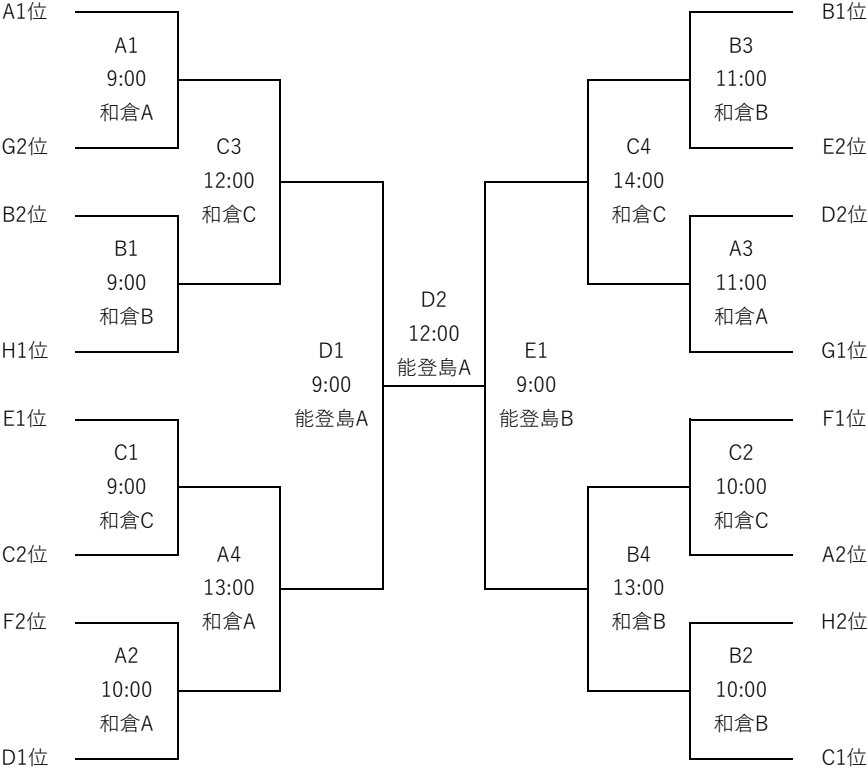 A1位
A1
9:00
和倉A
G2位
C3
12:00
和倉C
B2位
B1
9:00
和倉B
H1位
D1
9:00
能登島A
E1位
C1
9:00
和倉C
C2位
A4
13:00
和倉A
F2位
A2
10:00
和倉A
D1位
D2
12:00
能登島A
B1位
B3
11:00
和倉B
E2位
C4
14:00
和倉C
D2位
A3
11:00
和倉A
G1位
E1
9:00
能登島B
F1位
C2
10:00
和倉C
A2位
B4
13:00
和倉B
H2位
B2
10:00
和倉B
C1位